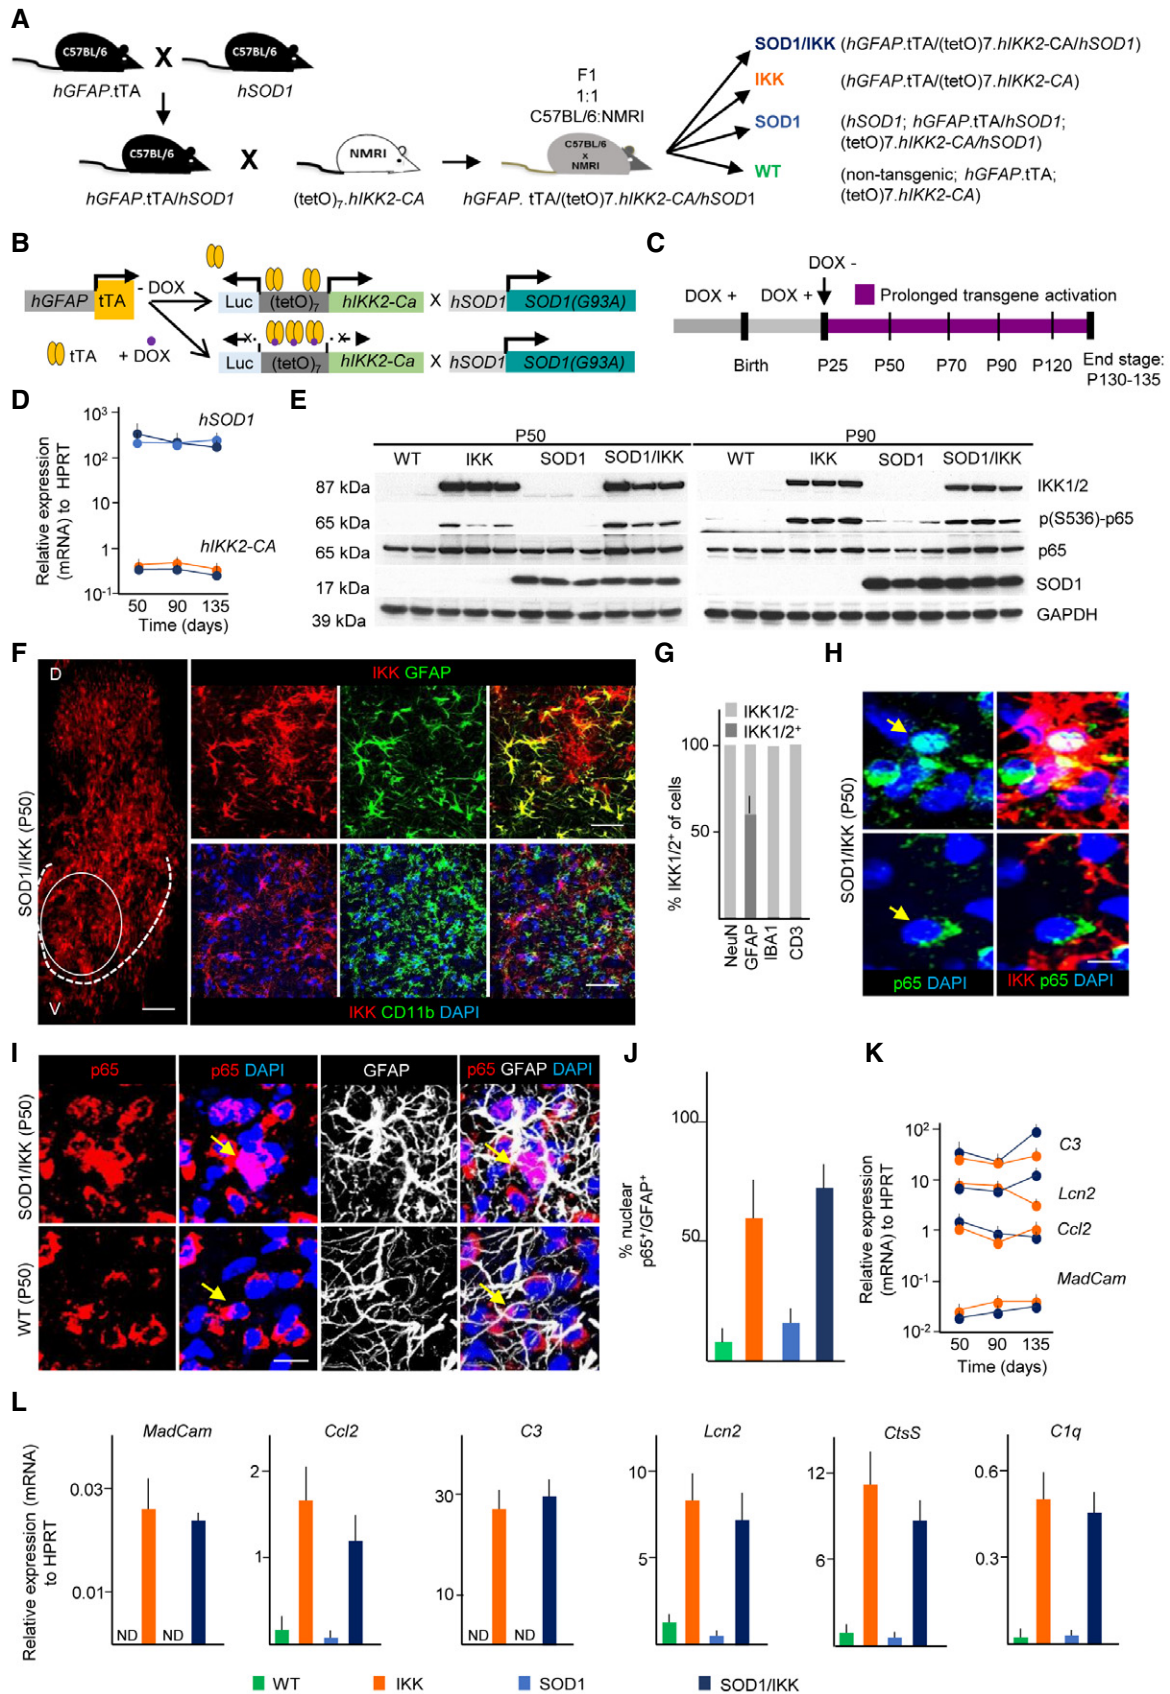 A
C57BL/6
X
C57BL/6
hGFAP.tTA
hSOD1
C57BL/6
X
NMRI
hGFAP.tTA/hSOD1
(tetO)7.hIKK2-CA
F1
1:1
C57BL/6:NMRI
C57BL/6
X
NMRI
hGFAP. tTA/(tetO)7.hIKK2-CA/hSOD1
SOD1/IKK (hGFAP.tTA/(tetO)7.hIKK2-CA/hSOD1)
IKK (hGFAP.tTA/(tetO)7.hIKK2-CA)
SOD1 (hSOD1; hGFAP.tTA/hSOD1;
(tetO)7.hIKK2-CA/hSOD1)
WT (non-tansgenic; hGFAP.tTA;
(tetO)7.hIKK2-CA)
B
hGFAP tTA - DOX
Luc (tetO)7 hIKK2-Ca X hSOD1 SOD1(G93A)
tTA + DOX
x x
Luc (tetO)7 hIKK2-Ca X hSOD1 SOD1(G93A)
C
DOX -
DOX + DOX +
Prolonged transgene activation
Birth P25 P50 P70 P90 P120 End stage:
P130-135
D
Relative expression
(mRNA) to HPRT
103
102
10
1
10-1
hSOD1
hIKK2-CA
50 90 135
Time (days)
E
P50 P90
WT IKK SOD1 SOD1/IKK WT IKK SOD1 SOD1/IKK
87 kDa IKK1/2
65 kDa p(S536)-p65
65 kDa p65
17 kDa SOD1
39 kDa GAPDH
F
SOD1/IKK (P50)
D
V
IKK GFAP
IKK CD11b DAPI
G
IKK1/2-
IKK1/2+
% IKK1/2+ of cells
100
50
NeuN
GFAP
IBA1
CD3
H
SOD1/IKK (P50)
p65 DAPI
IKK p65 DAPI
I
p65
p65 DAPI
GFAP
p65 GFAP DAPI
SOD1/IKK (P50)
WT (P50)
J
% nuclear
p65+/GFAP+
100
50
K
Relative expression
(mRNA) to HPRT
102
10
1
10-1
10-2
C3
Lcn2
Ccl2
MadCam
50 90 135
Time (days)
L
Relative expression (mRNA)
to HPRT
MadCam
0.03
0.01
ND ND
Ccl2
2
1
C3
30
10
ND ND
Lcn2
10
5
CtsS
12
6
C1q
0.6
0.3
WT IKK SOD1 SOD1/IKK